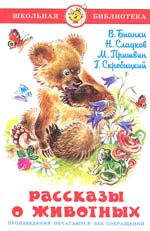 ШКОЛЬНАЯ БИБЛИОТЕКА
В. Бианки
Н. Сладков
М. Пришвин
Г. Скребицкий
Рассказы
о животных
ПРОИЗВЕДЕНИЯ ПЕЧАТАЮТСЯ БЕЗ СОКРАЩЕНИЙ